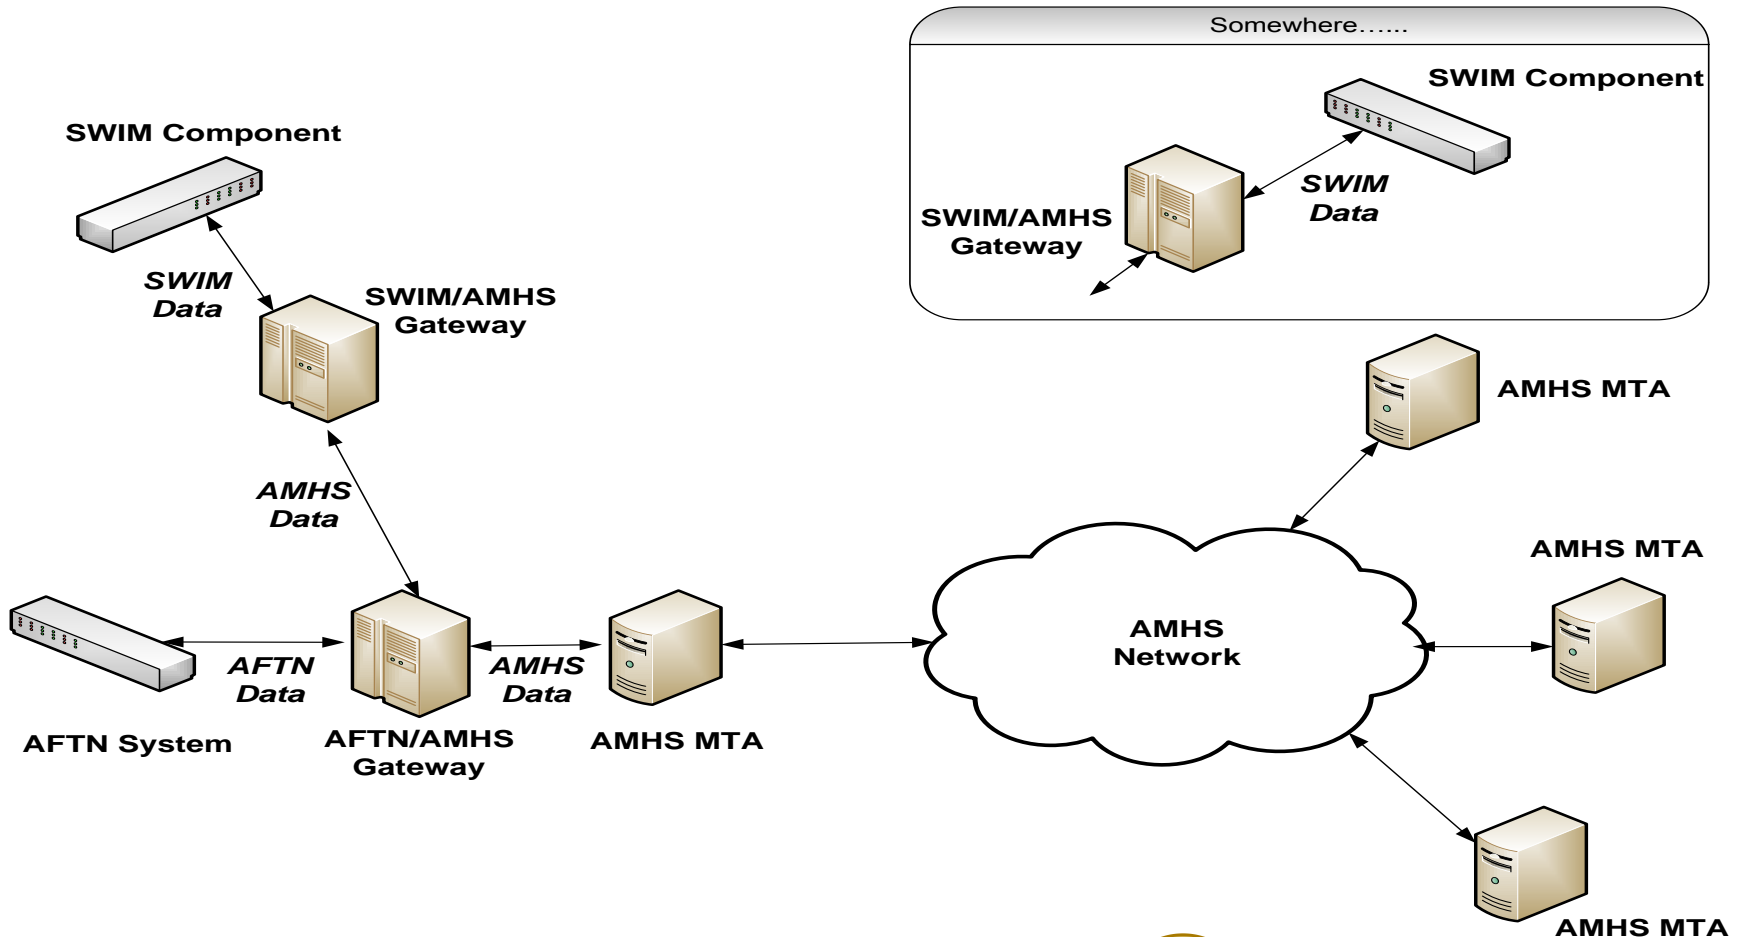 Somewhere…...
SWIM Component
SWIM
Data
SWIM/AMHS
Gateway
SWIM Component
SWIM
Data
SWIM/AMHS
Gateway
AMHS
Data
AFTN
Data
AMHS
Data
AFTN System
AFTN/AMHS
Gateway
AMHS MTA
AMHS
Network
AMHS MTA
AMHS MTA
AMHS MTA